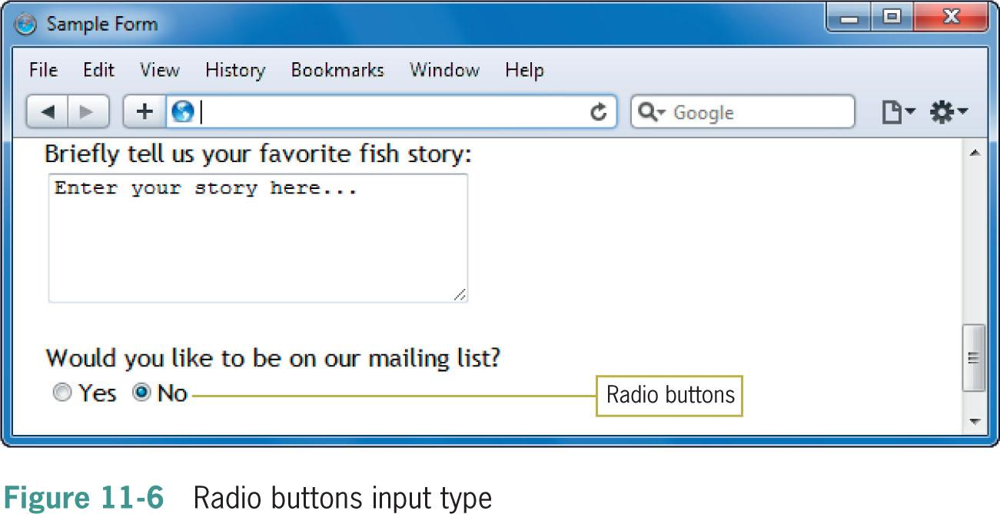 Sample Form
File Edit View History Bookmarks Window Help
Google
Briefly tell us your favorite fish story:
Enter your story here...
Would you like to be on our mailing list?
Yes No
Radio buttons
Figure 11-6 Radio buttons input type